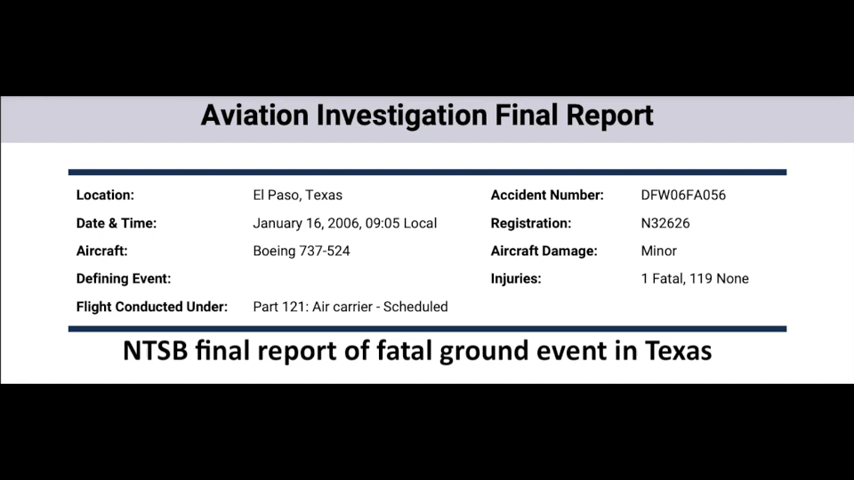 Aviation Investigation Final Report
Location: El Paso, Texas Accident Number: DFW06FA056
Date & Time: January 16, 2006, 09:05 Local Registration: N32626
Aircraft: Boeing 737-524 Aircraft Damage: Minor
Defining Event: Injuries: 1 Fatal, 119 None
Flight Conducted Under: Part 121: Air carrier - Scheduled
NTSB final report of fatal ground event in Texas